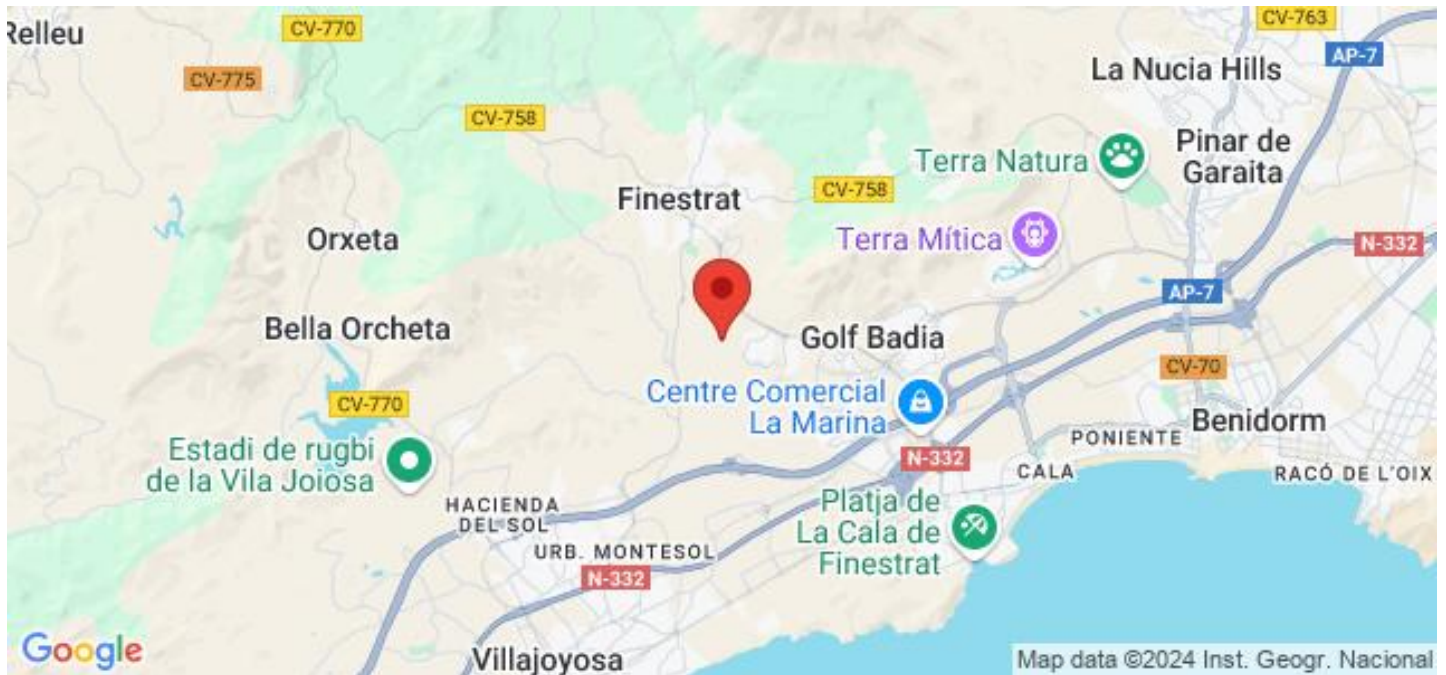 Relleu
CV-770
CV-763
AP-7
CV-775
La Nucia Hills
CV-758
Pinar de
Garaita
Terra Natura
Finestrat
CV-758
Orxeta
Terra Mítica
N-332
AP-7
Bella Orcheta
Golf Badia
CV-70
Centre Comercial
La Marina
CV-770
Benidorm
PONIENTE
Estadi de rugbi
de la Vila Joiosa
N-332
CALA
RACÓ DE L'OIX
HACIENDA
DEL SOL
Platja de
La Cala de
Finestrat
URB. MONTESOL
N-332
Google
Villajoyosa
Map data ©2024 Inst. Geogr. Nacional